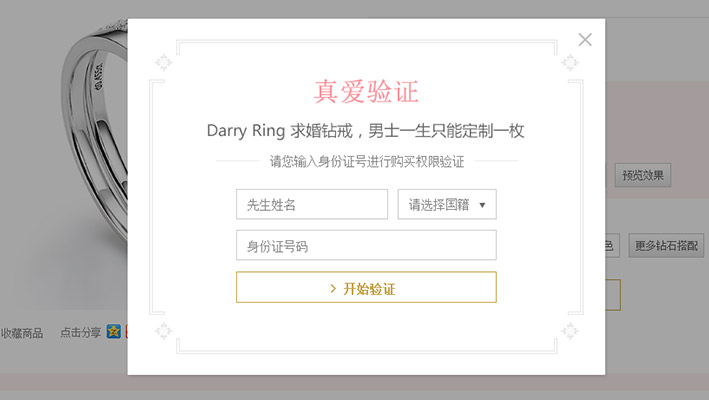 真爱验证
Darry Ring 求婚钻戒，男士一生只能定制一枚
请您输入身份证号进行购买权限验证
先生姓名
请选择国籍
身份证号码
开始验证
预览效果
色
更多钻石搭配
收藏商品
点击分享